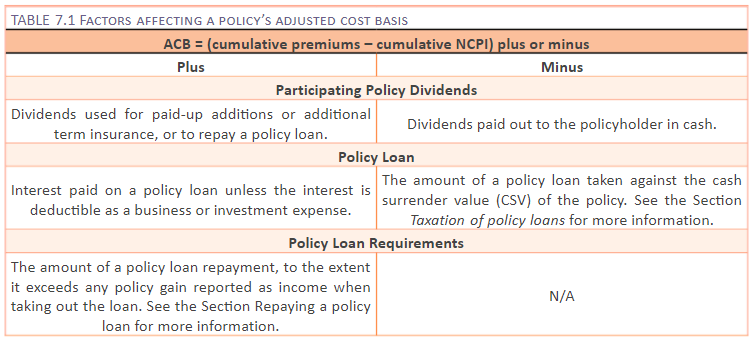 TABLE 7.1 FACTORS AFFECTING A POLICY'S ADJUSTED COST BASIS
ACB = (cumulative premiums – cumulative NCPI) plus or minus
Plus
Minus
Participating Policy Dividends
Dividends used for paid-up additions or additional
term insurance, or to repay a policy loan.
Dividends paid out to the policyholder in cash.
Policy Loan
Interest paid on a policy loan unless the interest is
deductible as a business or investment expense.
The amount of a policy loan taken against the cash
surrender value (CSV) of the policy. See the Section
Taxation of policy loans for more information.
Policy Loan Requirements
The amount of a policy loan repayment, to the extent
it exceeds any policy gain reported as income when
taking out the loan. See the Section Repaying a policy
loan for more information.
N/A